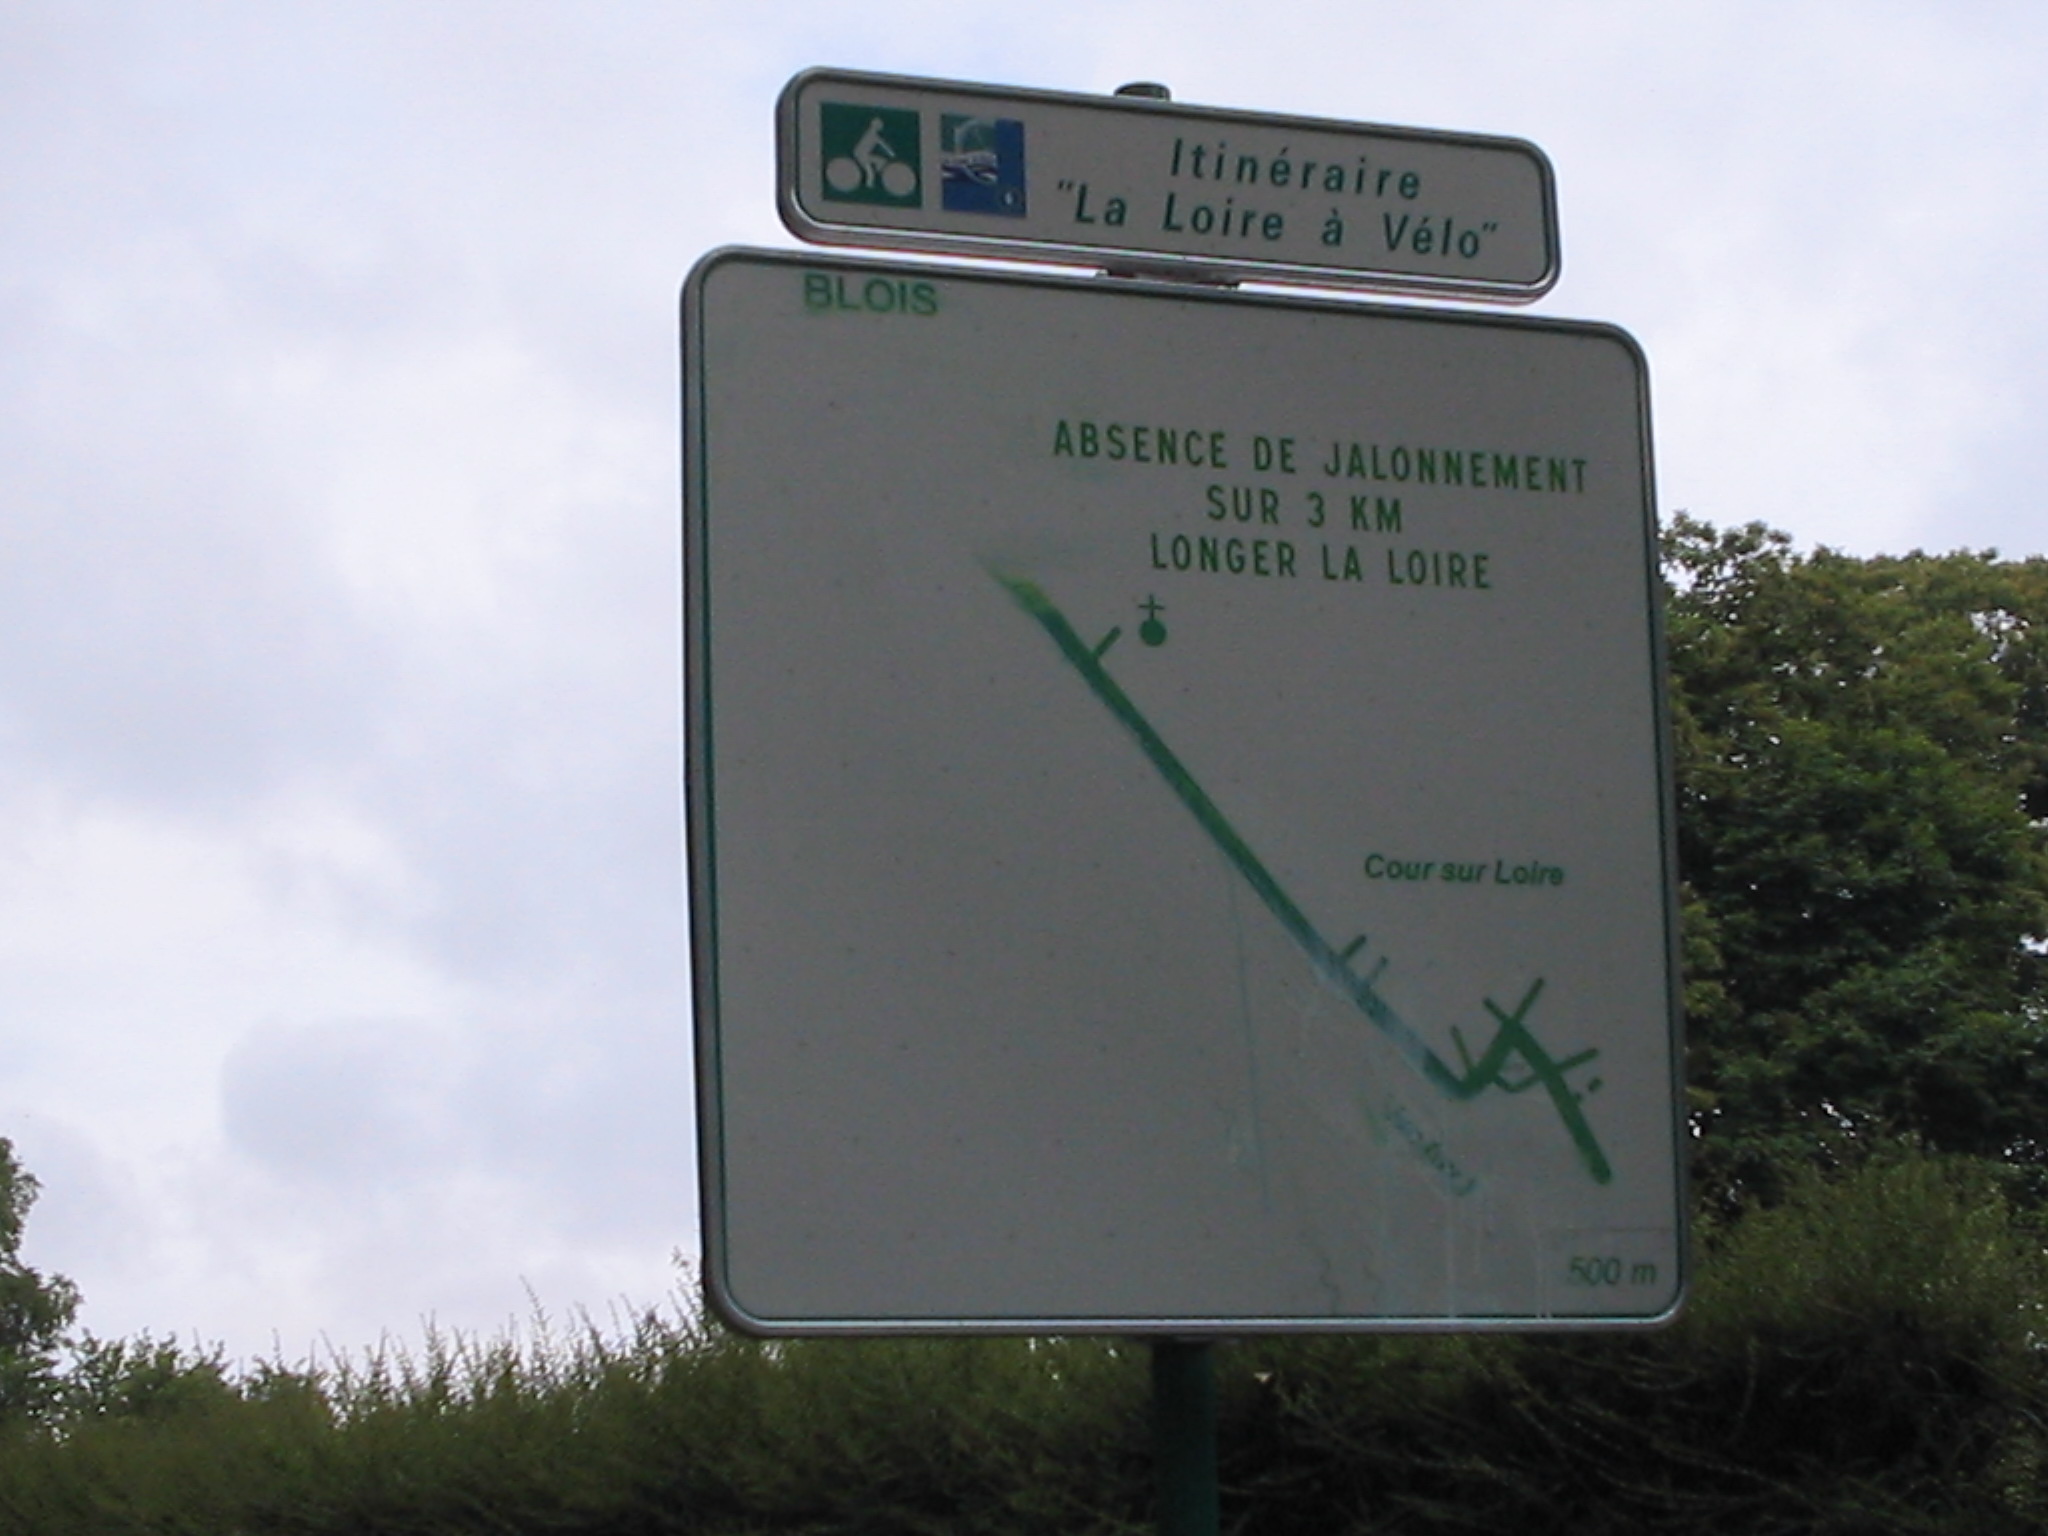 Itinéraire
"La Loire à Vélo"
BLOIS
ABSENCE DE JALONNEMENT
SUR 3 KM
LONGER LA LOIRE
Cour sur Loire
500 m